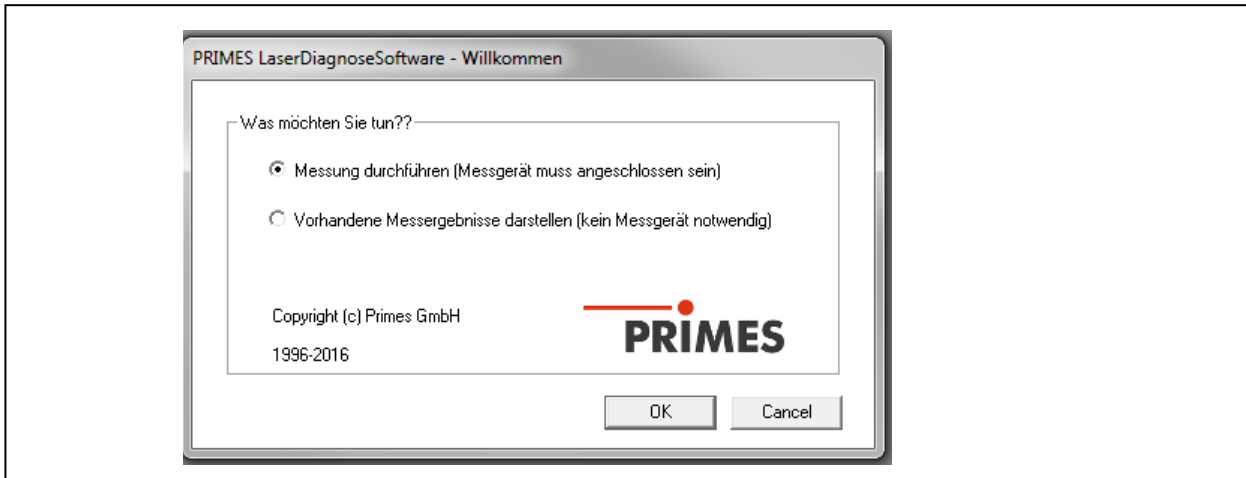 PRIMES LaserDiagnoseSoftware - Willkommen
Was möchten Sie tun??
Messung durchführen (Messgerät muss angeschlossen sein)
Vorhandene Messergebnisse darstellen (kein Messgerät notwendig)
Copyright (c) Primes GmbH
1996-2016
PRIMES
OK
Cancel